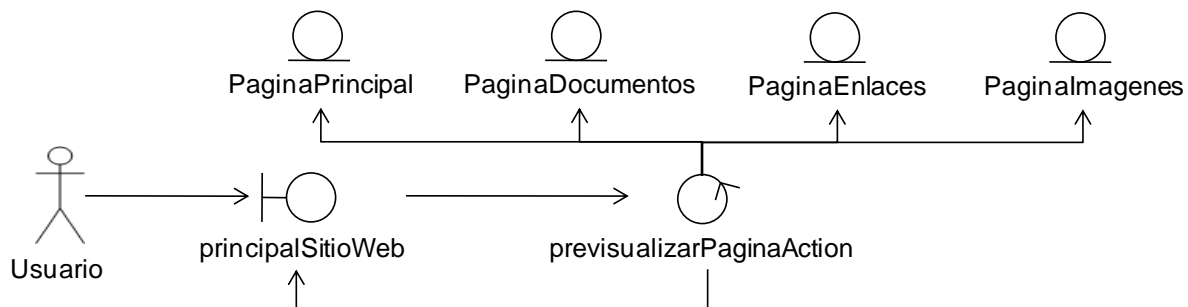 PaginaPrincipal
PaginaDocumentos
PaginaEnlaces
PaginaImagenes
principalSitioWeb
previsualizarPaginaAction
Usuario